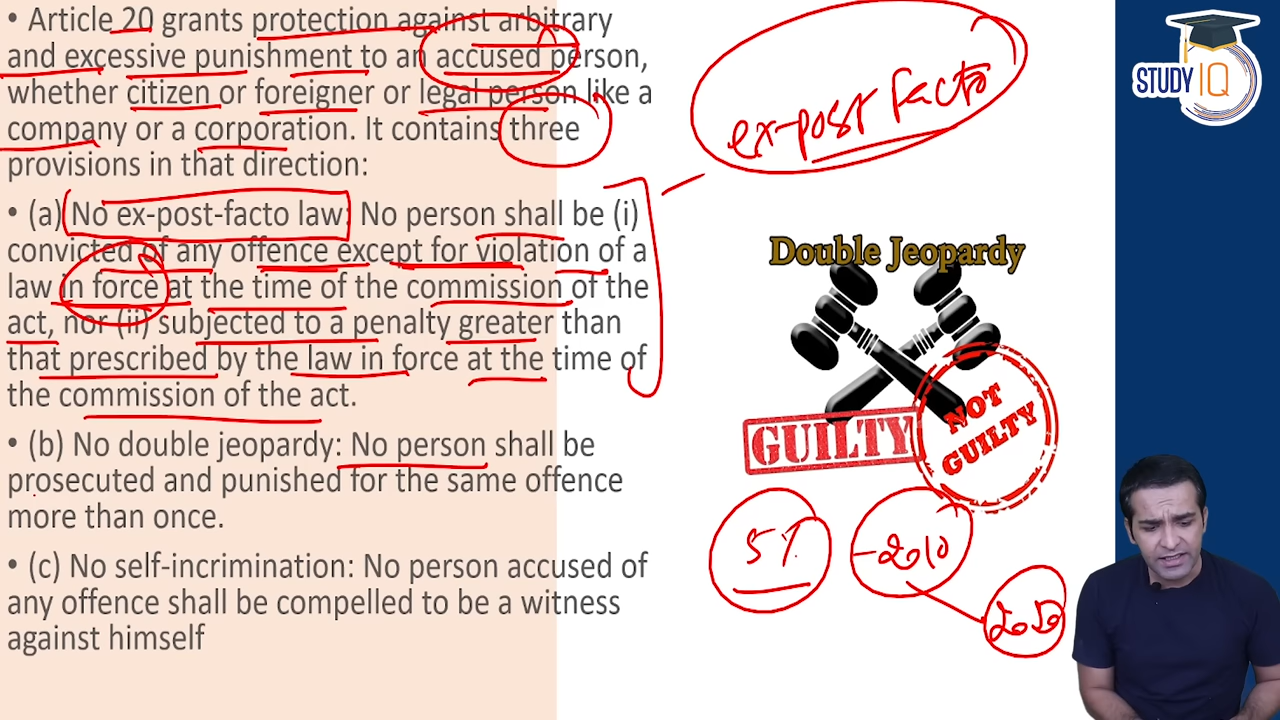 • Article 20 grants protection against arbitrary
and excessive punishment to an accused person,
whether citizen or foreigner or legal person like a
company or a corporation. It contains three
provisions in that direction:
• (a) No ex-post-facto law: No person shall be (i)
convicted of any offence except for violation of a
law in force at the time of the commission of the
act, nor (ii) subjected to a penalty greater than
that prescribed by the law in force at the time of
the commission of the act.
• (b) No double jeopardy: No person shall be
prosecuted and punished for the same offence
more than once.
• (c) No self-incrimination: No person accused of
any offence shall be compelled to be a witness
against himself
ex-post facto
Double Jeopardy
GUILTY
NOT
GUILTY
5%
-2010
2020
STUDY
IQ